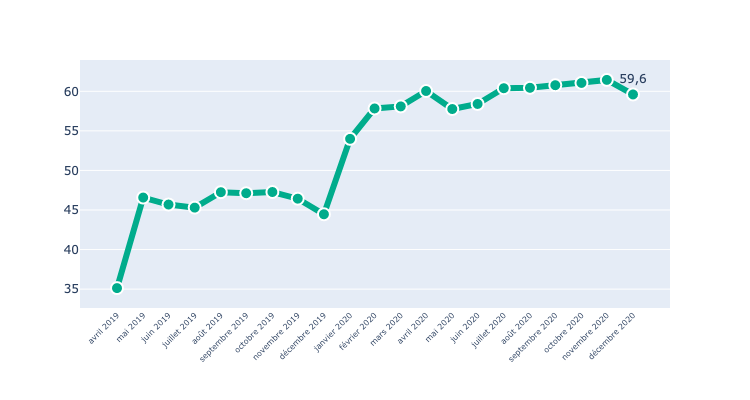 59,6
60
55
50
45
40
35
avril 2019
mai 2019
juin 2019
juillet 2019
août 2019
septembre 2019
octobre 2019
novembre 2019
décembre 2019
janvier 2020
février 2020
mars 2020
avril 2020
mai 2020
juin 2020
juillet 2020
août 2020
septembre 2020
octobre 2020
novembre 2020
décembre 2020